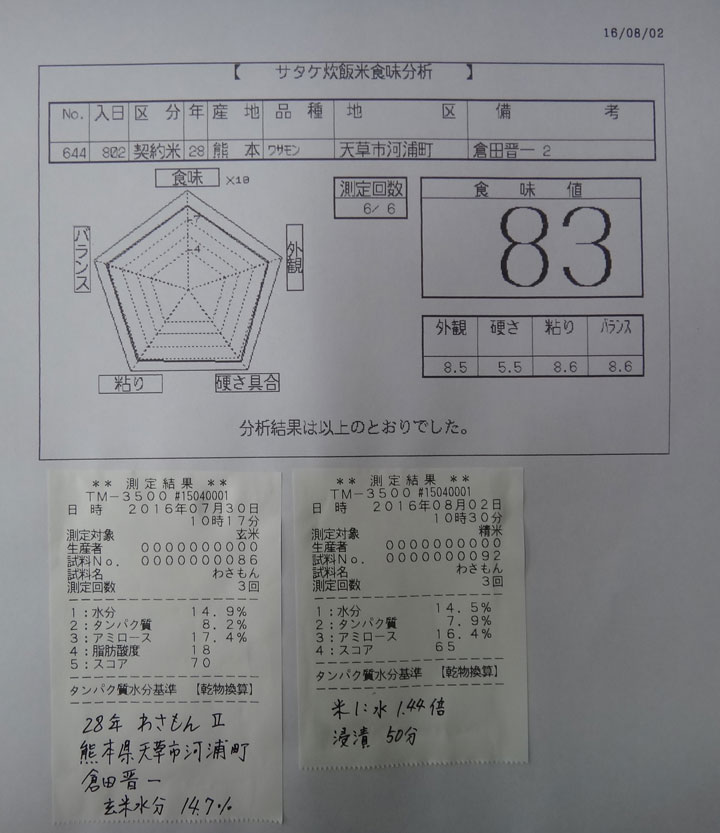 16/08/02
【 サタケ炊飯米食味分析 】
No. 入日 区分 年 産地 品種 地区 備考
644 802 契約米 28 熊本 ワサモン 天草市河浦町 倉田晋一 2
食味 ×10
7
4
バランス
外観
粘り
硬さ具合
測定回数
6/ 6
食味値
83
外観 硬さ 粘り バランス
8.5 5.5 8.6 8.6
分析結果は以上のとおりでした。
** 測定結果 **
TM-3500 #15040001
日 時 2016年07月30日
10時17分
測定対象 玄米
生産者 0000000000
試料No. 0000000086
試料名 わさもん
測定回数 3回
1:水分 14.9%
2:タンパク質 8.2%
3:アミロース 17.4%
4:脂肪酸度 18
5:スコア 70
タンパク質水分基準 【乾物換算】
28年 わさもん Ⅱ
熊本県天草市河浦町
倉田晋一
玄米水分 14.7%
** 測定結果 **
TM-3500 #15040001
日 時 2016年08月02日
10時30分
測定対象 精米
生産者 0000000000
試料No. 0000000092
試料名 わさもん
測定回数 3回
1:水分 14.5%
2:タンパク質 7.9%
3:アミロース 16.4%
4:スコア 65
タンパク質水分基準 【乾物換算】
米1:水 1.44倍
浸漬 50分